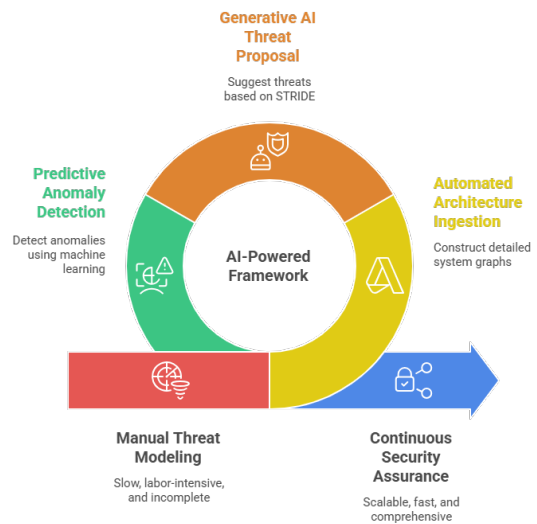 Generative AI
Threat
Proposal
Suggest threats
based on STRIDE
Predictive
Anomaly
Detection
Detect anomalies
using machine
learning
Automated
Architecture
Ingestion
Construct detailed
system graphs
AI-Powered
Framework
Manual Threat
Modeling
Slow, labor-intensive,
and incomplete
Continuous
Security
Assurance
Scalable, fast, and
comprehensive